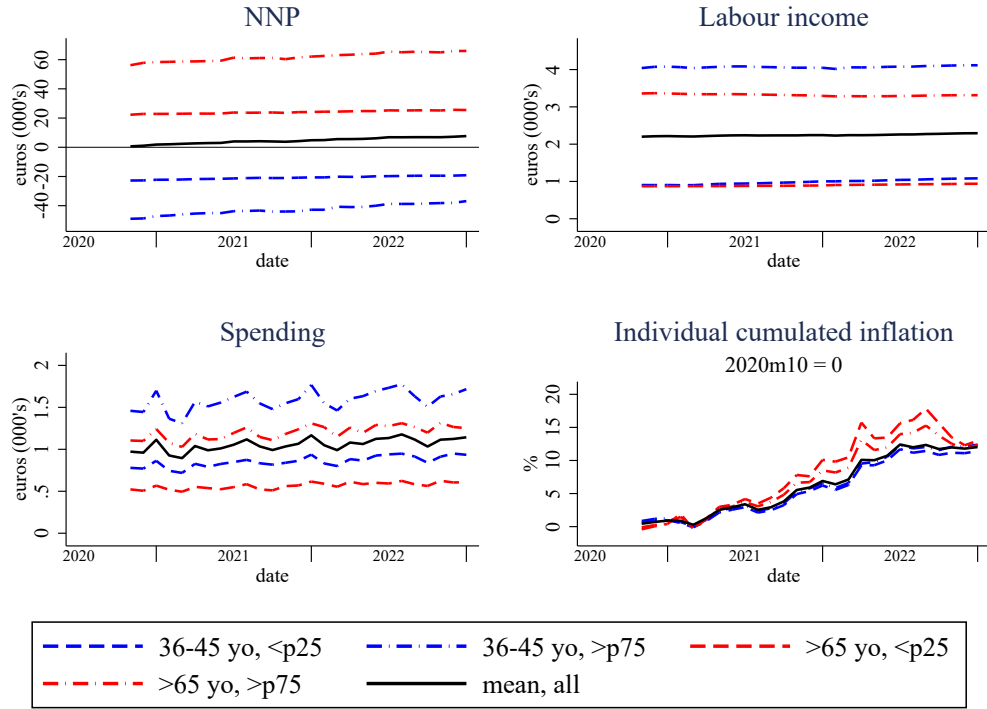 NNP
euros (000's)
60
40
20
0
-20
-40
2020
2021
2022
date
Labour income
euros (000's)
4
3
2
1
0
2020
2021
2022
date
Spending
euros (000's)
2
1.5
1
.5
0
2020
2021
2022
date
Individual cumulated inflation
2020m10 = 0
%
20
15
10
5
0
2020
2021
2022
date
36-45 yo, <p25
36-45 yo, >p75
>65 yo, <p25
>65 yo, >p75
mean, all